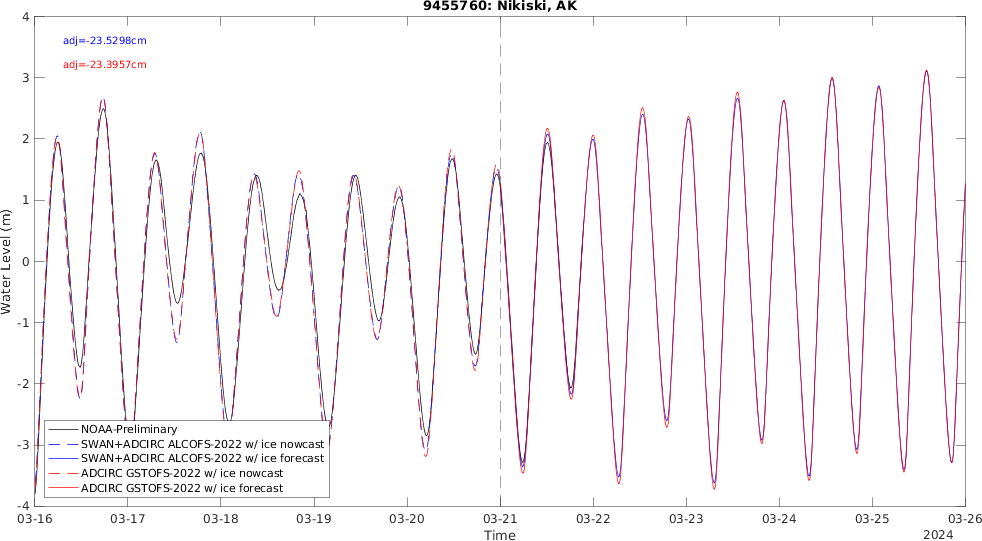 9455760: Nikiski, AK
adj=-23.5298cm
adj=-23.3957cm
4
3
2
1
0
-1
-2
-3
-4
Water Level (m)
NOAA-Preliminary
SWAN+ADCIRC ALCOFS-2022 w/ ice nowcast
SWAN+ADCIRC ALCOFS-2022 w/ ice forecast
ADCIRC GSTOFS-2022 w/ ice nowcast
ADCIRC GSTOFS-2022 w/ ice forecast
03-16 03-17 03-18 03-19 03-20 03-21 03-22 03-23 03-24 03-25 03-26
Time
2024